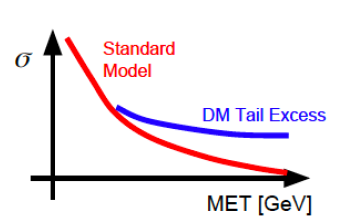 σ
Standard
Model
DM Tail Excess
MET [GeV]